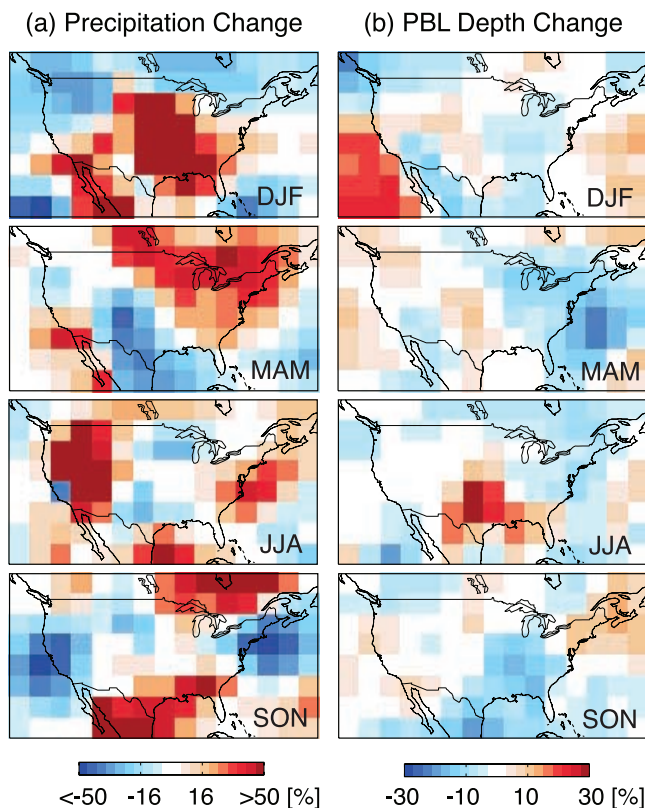 (a) Precipitation Change (b) PBL Depth Change
DJF DJF
MAM MAM
JJA JJA
SON SON
<-50 -16 16 >50 [%] -30 -10 10 30 [%]